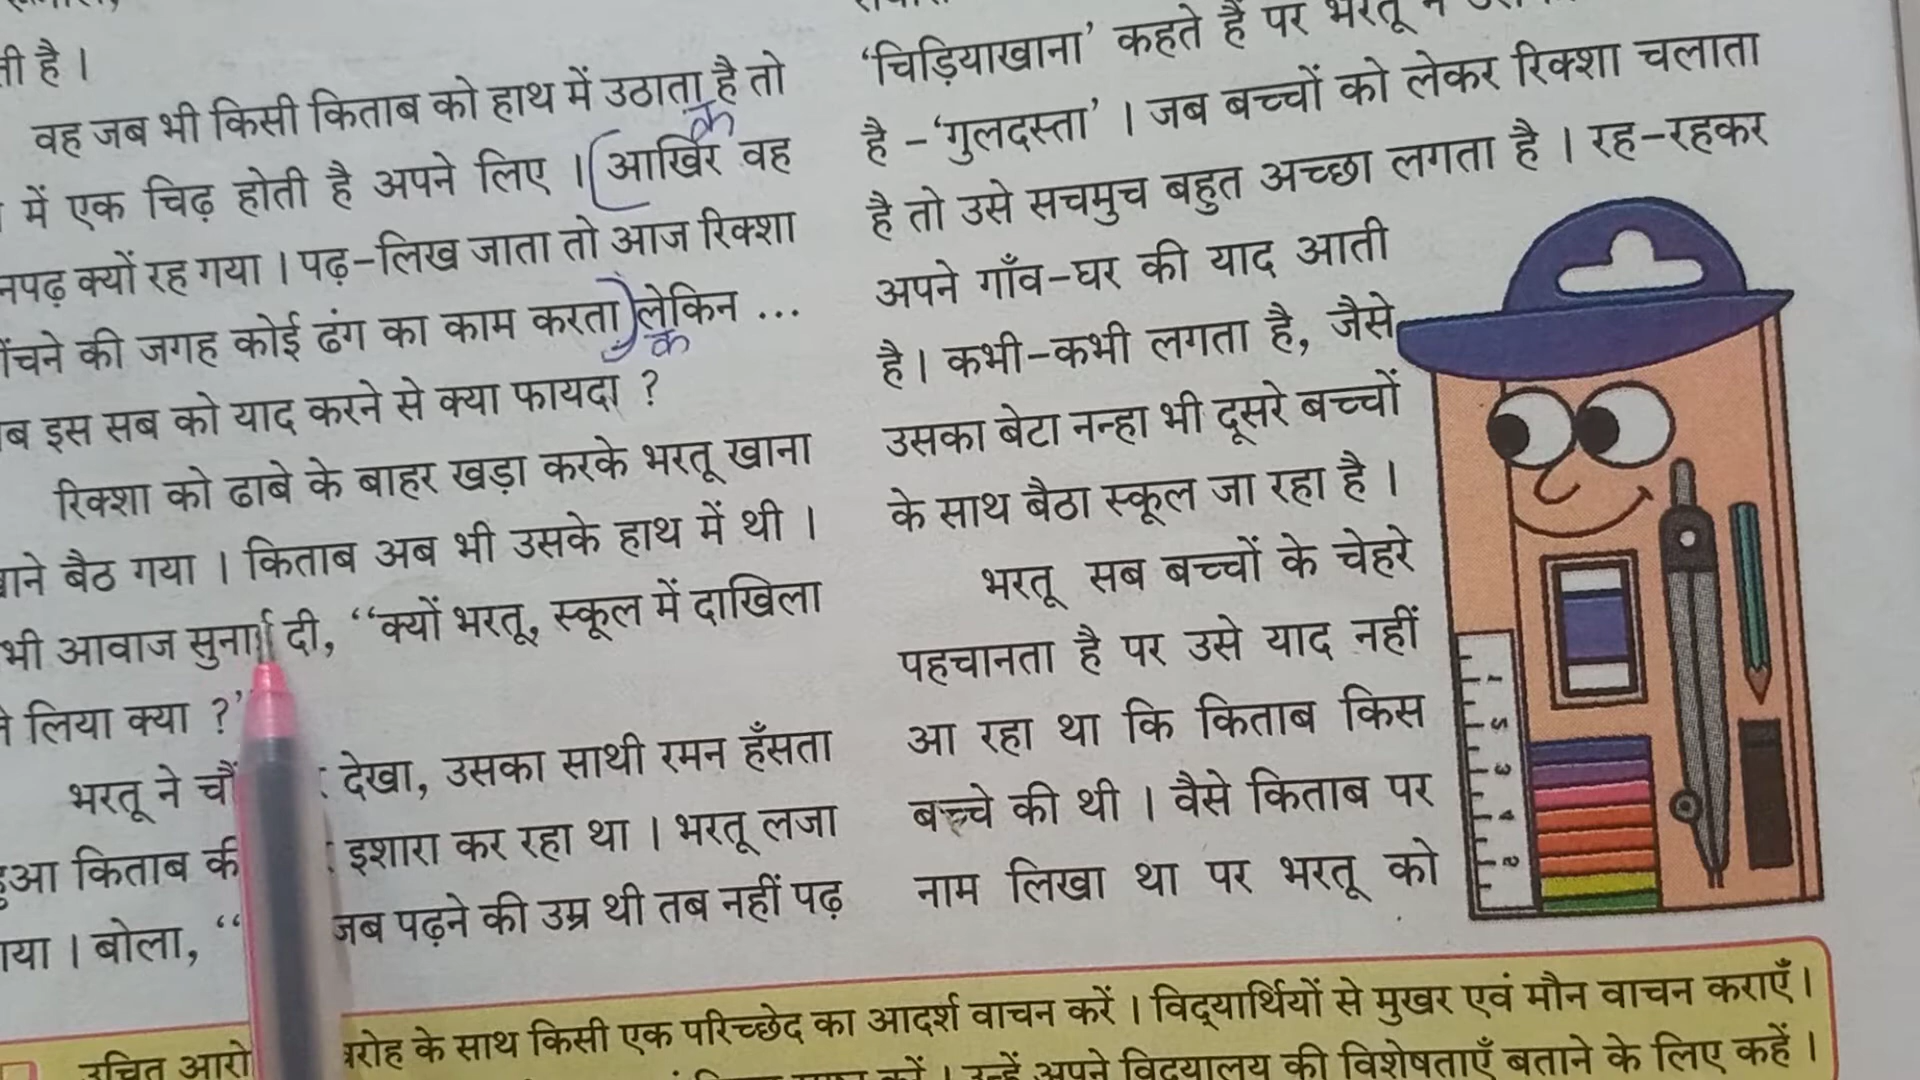 ती है ।
वह जब भी किसी किताब को हाथ में उठाता है तो
में एक चिढ़ होती है अपने लिए । (आखिर वह
क
नपढ़ क्यों रह गया । पढ़-लिख जाता तो आज रिक्शा
ींचने की जगह कोई ढंग का काम करता) लेकिन ...
क
ब इस सब को याद करने से क्या फायदा ?
रिक्शा को ढाबे के बाहर खड़ा करके भरतू खाना
ाने बैठ गया । किताब अब भी उसके हाथ में थी ।
भी आवाज सुनाई दी, “क्यों भरतू, स्कूल में दाखिला
ले लिया क्या ?”
भरतू ने देखा, उसका साथी रमन हँसता
हुआ किताब की इशारा कर रहा था । भरतू लजा
गया । बोला, “ जब पढ़ने की उम्र थी तब नहीं पढ़
‘चिड़ियाखाना’ कहते हैं पर भरतू ने
है -‘गुलदस्ता’ । जब बच्चों को लेकर रिक्शा चलाता
है तो उसे सचमुच बहुत अच्छा लगता है । रह-रहकर
अपने गाँव-घर की याद आती
है । कभी-कभी लगता है, जैसे
उसका बेटा नन्हा भी दूसरे बच्चों
के साथ बैठा स्कूल जा रहा है ।
भरतू सब बच्चों के चेहरे
पहचानता है पर उसे याद नहीं
आ रहा था कि किताब किस
बच्चे की थी । वैसे किताब पर
नाम लिखा था पर भरतू को
उचित आरो वरोह के साथ किसी एक परिच्छेद का आदर्श वाचन करें । विद्यार्थियों से मुखर एवं मौन वाचन कराएँ ।
करें । उन्हें अपने विद्यालय की विशेषताएँ बताने के लिए कहें ।